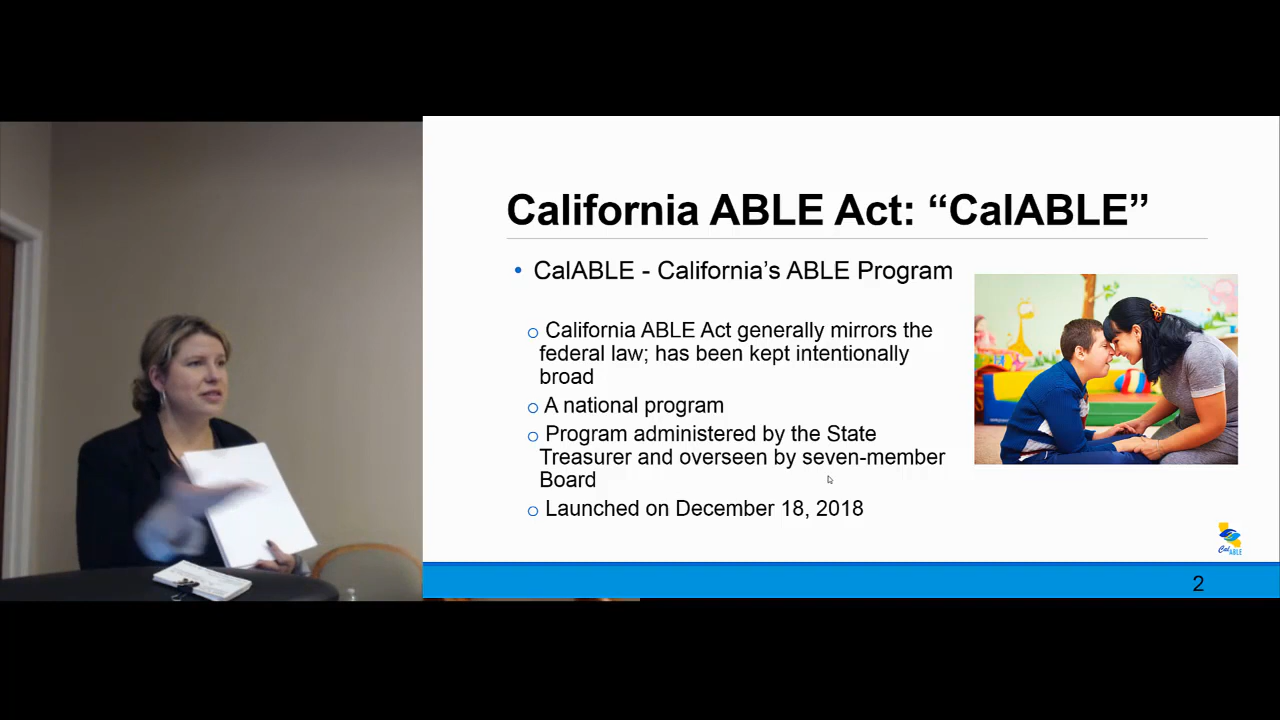 California ABLE Act: “CalABLE”
• CalABLE - California’s ABLE Program
o California ABLE Act generally mirrors the
federal law; has been kept intentionally
broad
o A national program
o Program administered by the State
Treasurer and overseen by seven-member
Board
o Launched on December 18, 2018
CalABLE
2